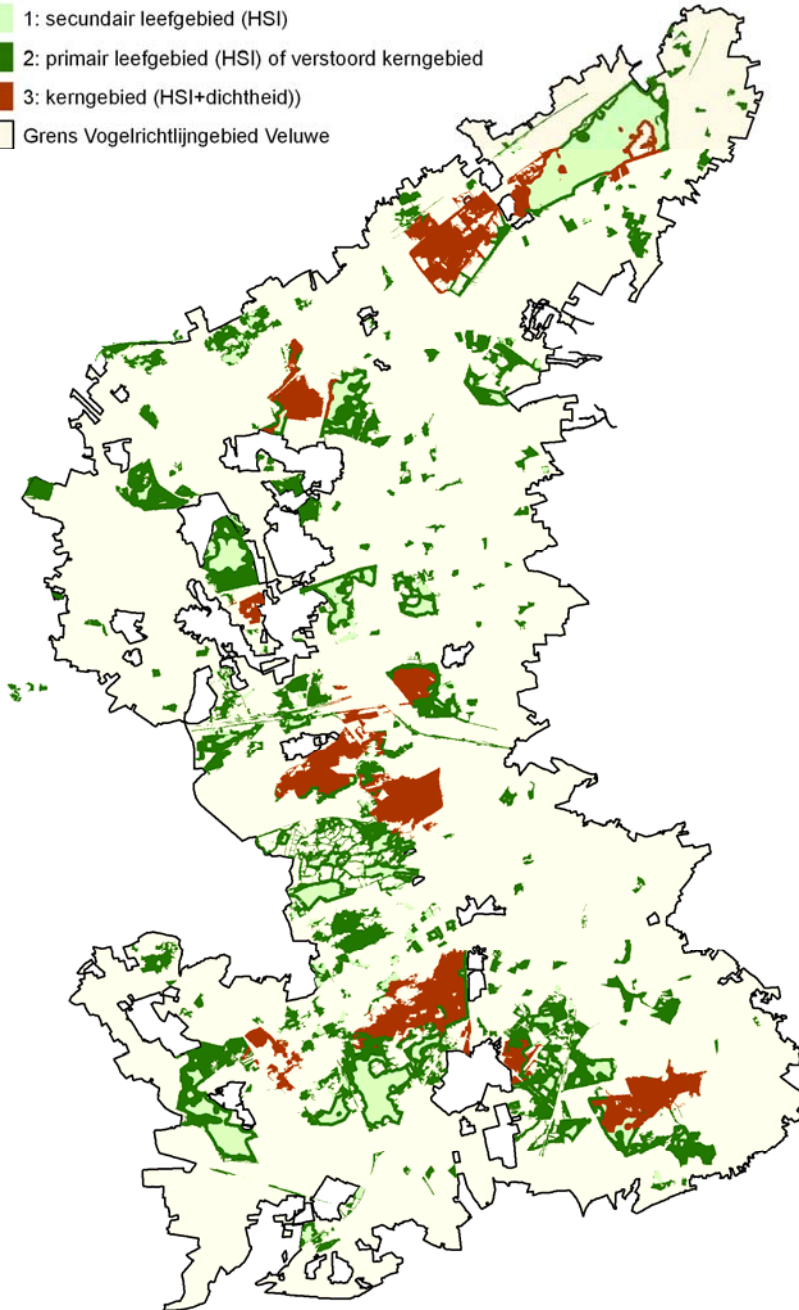 1: secundair leefgebied (HSI)
2: primair leefgebied (HSI) of verstoord kerngebied
3: kerngebied (HSI+dichtheid))
Grens Vogelrichtlijngebied Veluwe